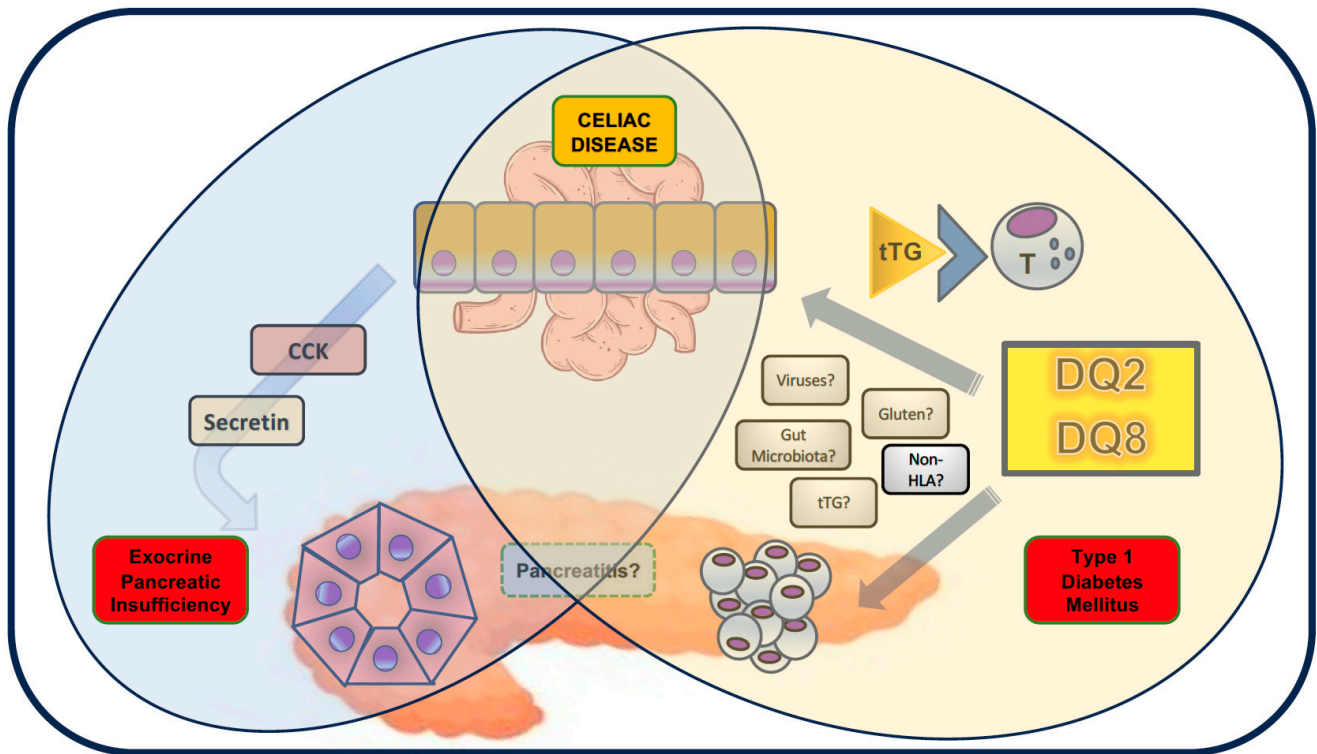 CELIAC
DISEASE
tTG
T
CCK
Secretin
Viruses?
Gluten?
Gut
Microbiota?
Non-
HLA?
tTG?
DQ2
DQ8
Exocrine
Pancreatic
Insufficiency
Pancreatitis?
Type 1
Diabetes
Mellitus